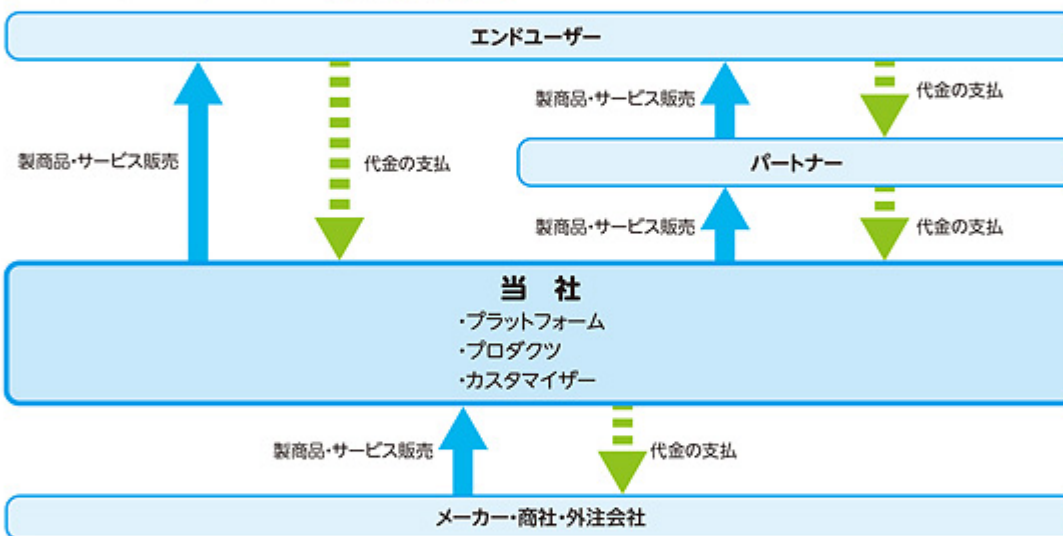 エンドユーザー
製商品・サービス販売
代金の支払
製商品・サービス販売
代金の支払
パートナー
製商品・サービス販売
代金の支払
当 社
・プラットフォーム
・プロダクツ
・カスタマイザー
製商品・サービス販売
代金の支払
メーカー・商社・外注会社